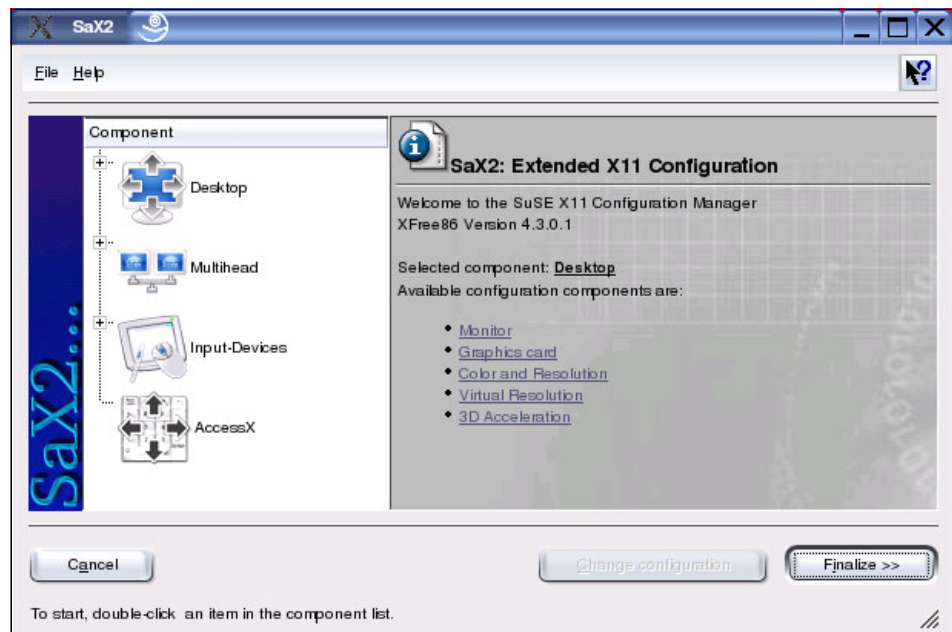 SaX2
File Help
Component
Desktop
Multihead
Input-Devices
AccessX
SaX2...
SaX2: Extended X11 Configuration
Welcome to the SuSE X11 Configuration Manager
XFree86 Version 4.3.0.1
Selected component: Desktop
Available configuration components are:
Monitor
Graphics card
Color and Resolution
Virtual Resolution
3D Acceleration
Cancel
Change configuration
Finalize >>
To start, double-click an item in the component list.